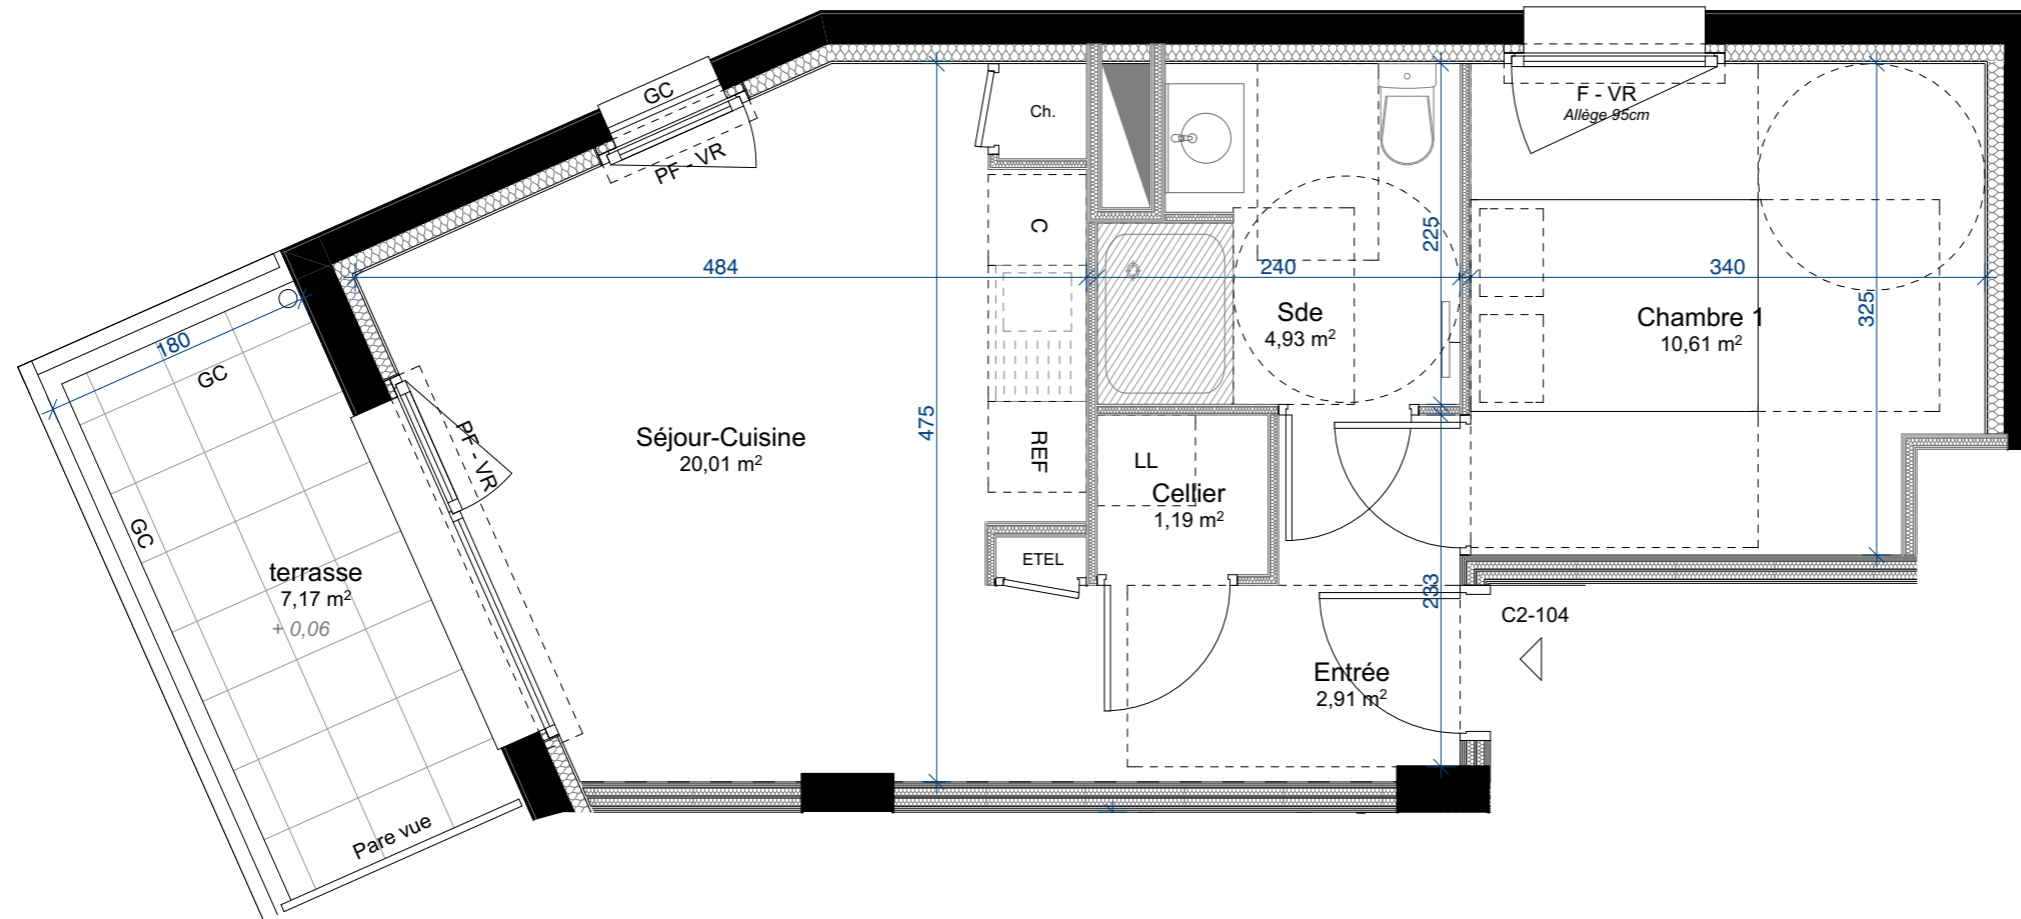 GC
PF - VR
Ch.
F - VR
Allège 95cm
C
225
484
240
340
325
180
GC
Sde
4,93 m²
Chambre 1
10,61 m²
475
PF - VR
Séjour-Cuisine
20,01 m²
REF
LL
Cellier
1,19 m²
GC
ETEL
terrasse
7,17 m²
+ 0,06
233
C2-104
Entrée
2,91 m²
Pare vue